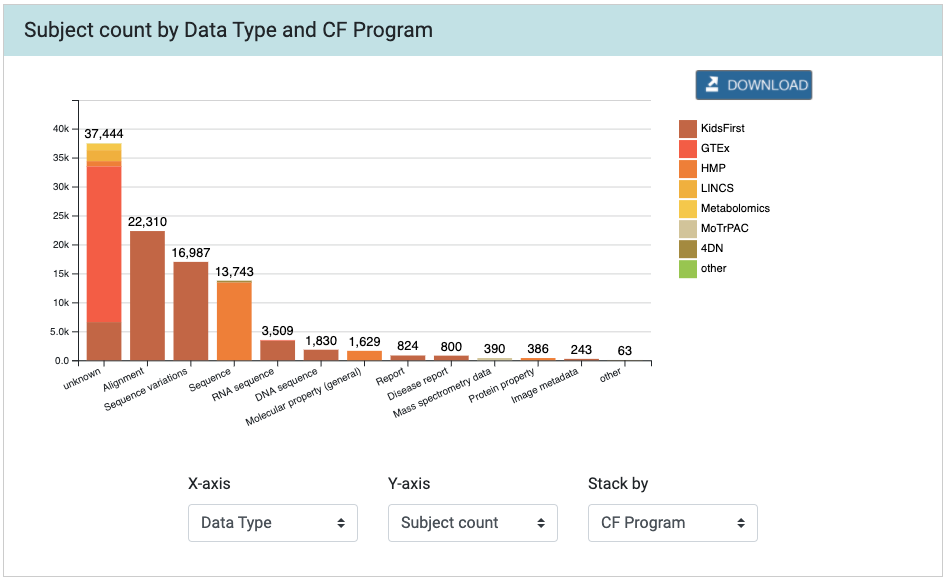 Subject count by Data Type and CF Program
DOWNLOAD
40k
35k
30k
25k
20k
15k
10k
5.0k
0.0
37,444
22,310
16,987
13,743
3,509
1,830
1,629
824
800
390
386
243
63
unknown
Alignment
Sequence variations
Sequence
RNA sequence
DNA sequence
Molecular property (general)
Report
Disease report
Mass spectrometry data
Protein property
Image metadata
other
KidsFirst
GTEx
HMP
LINCS
Metabolomics
MoTrPAC
4DN
other
X-axis
Data Type
Y-axis
Subject count
Stack by
CF Program